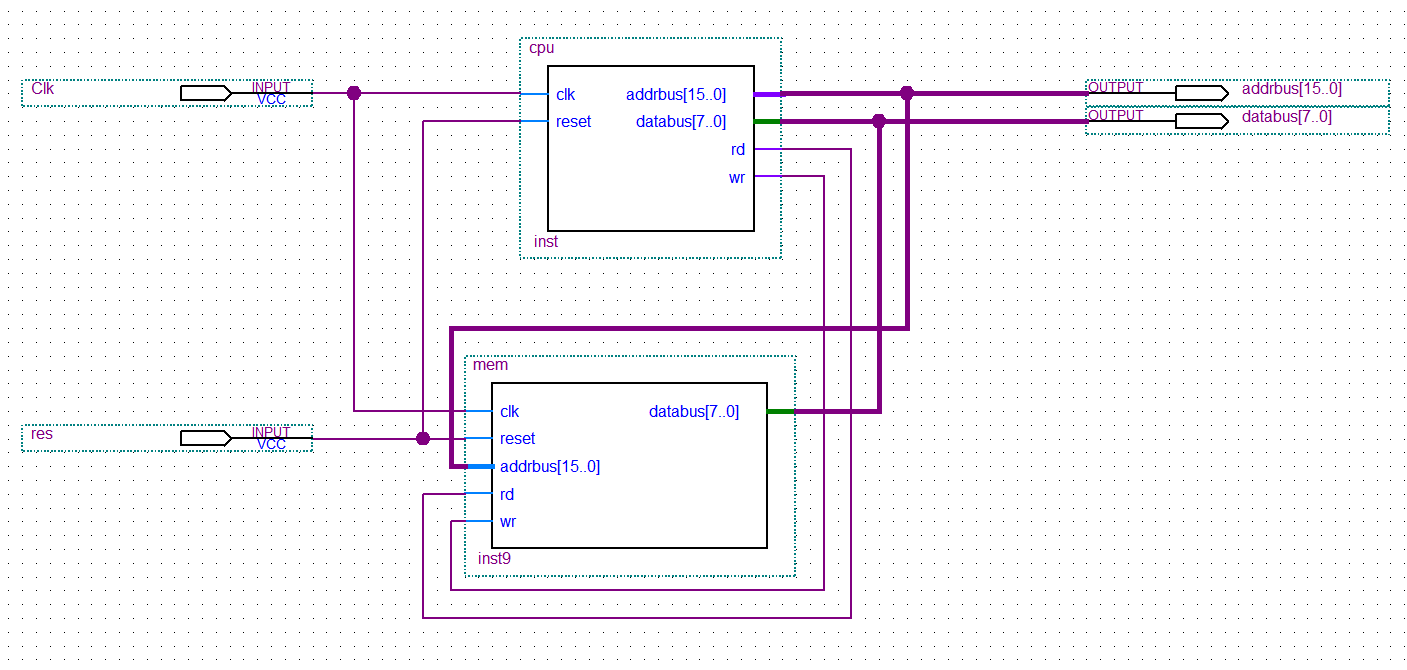 cpu
Clk INPUT VCC
clk addrbus[15..0]
OUTPUT addrbus[15..0]
reset databus[7..0]
OUTPUT databus[7..0]
rd
wr
inst
mem
clk databus[7..0]
res INPUT VCC
reset
addrbus[15..0]
rd
wr
inst9